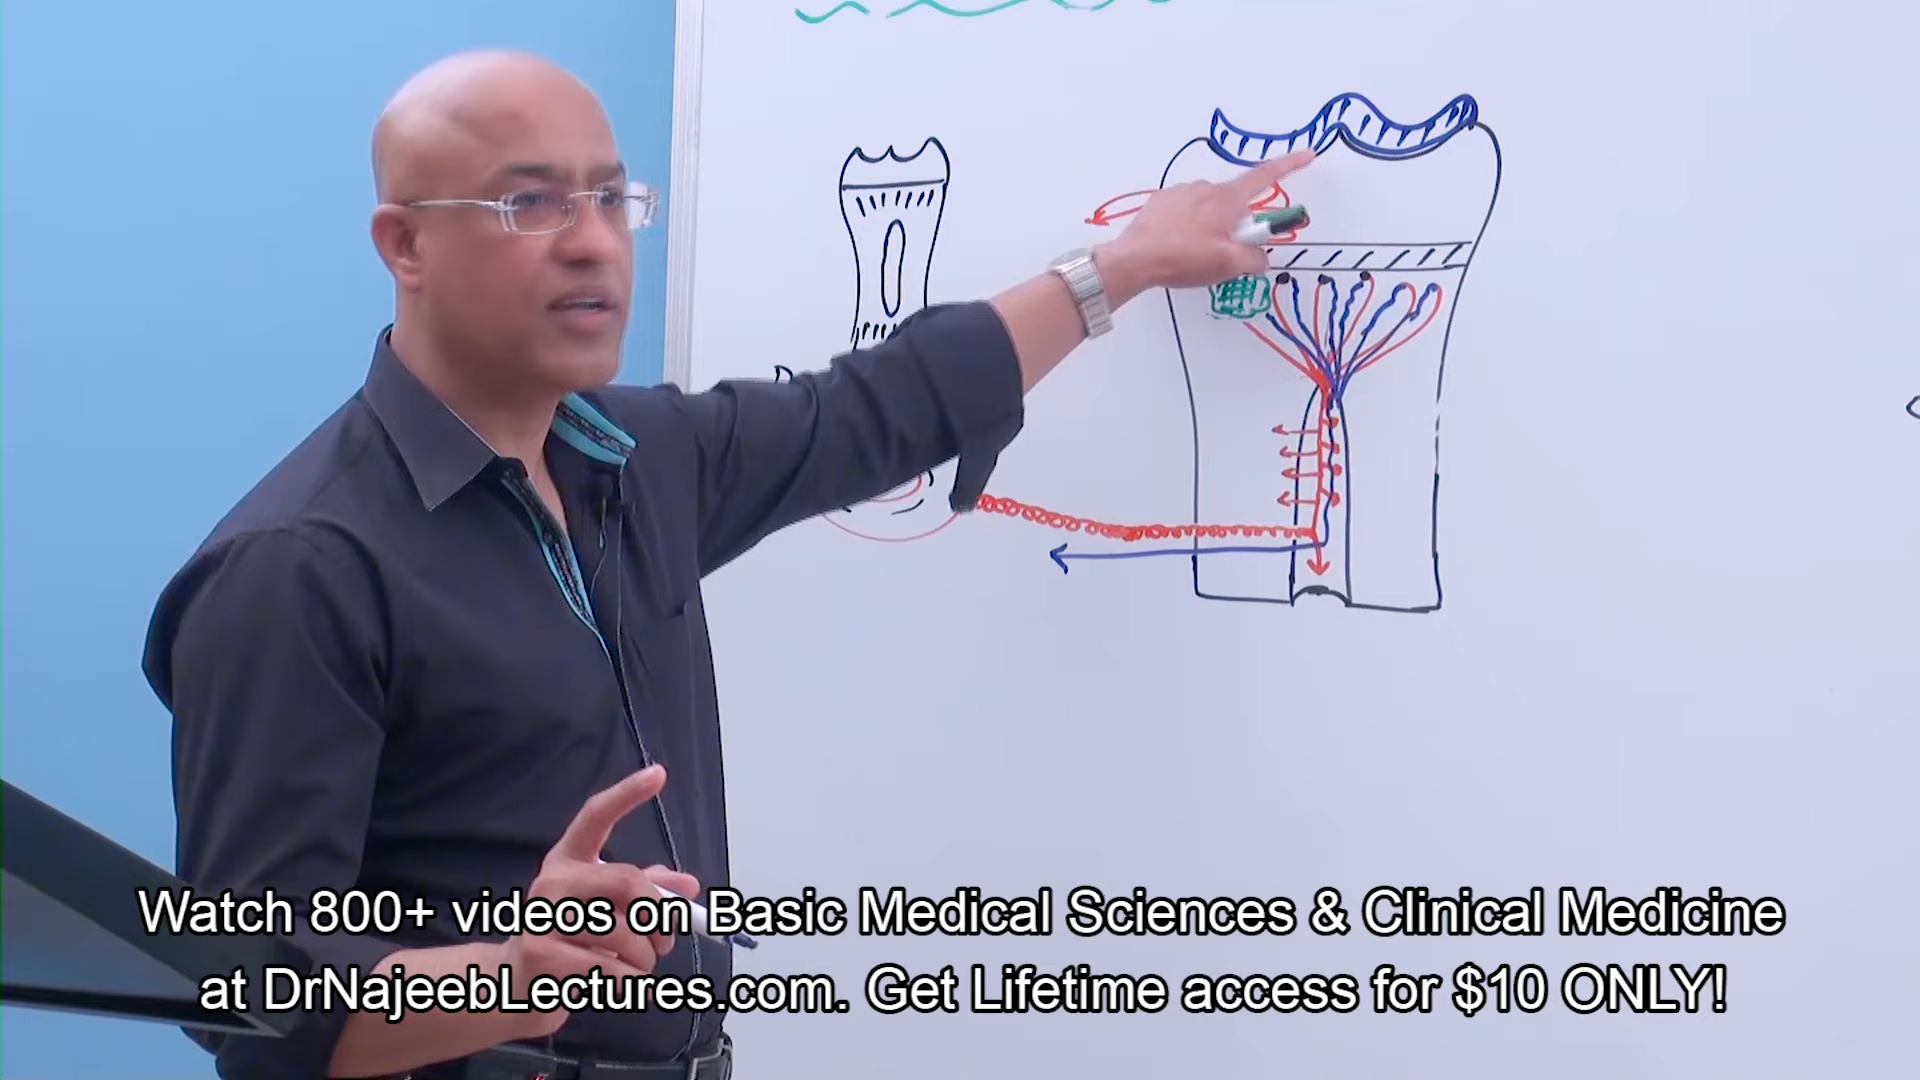 Watch 800+ videos on Basic Medical Sciences & Clinical Medicine
at DrNajeebLectures.com. Get Lifetime access for $10 ONLY!